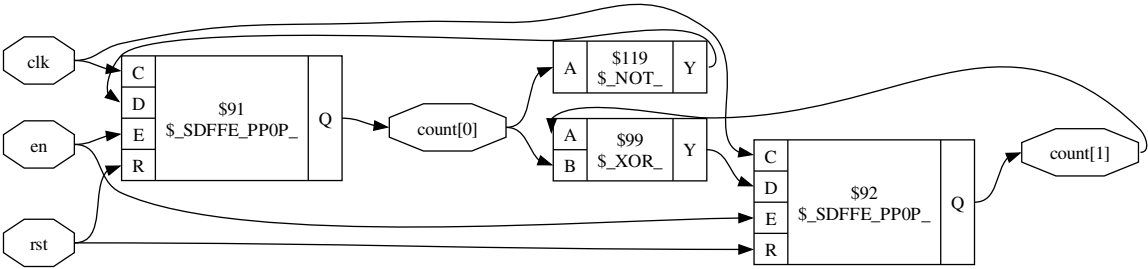 clk
en
rst
C
D
E
R
$91
$_SDFFE_PP0P_
Q
count[0]
A
$119
$_NOT_
Y
A
B
$99
$_XOR_
Y
C
D
E
R
$92
$_SDFFE_PP0P_
Q
count[1]